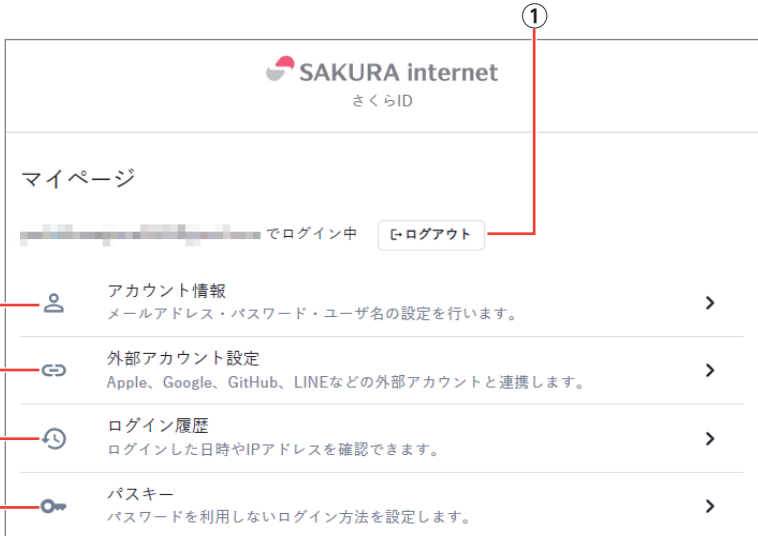 ①
SAKURA internet
さくらID
マイページ
でログイン中 ログアウト
アカウント情報
メールアドレス・パスワード・ユーザ名の設定を行います。
外部アカウント設定
Apple、Google、GitHub、LINEなどの外部アカウントと連携します。
ログイン履歴
ログインした日時やIPアドレスを確認できます。
パスキー
パスワードを利用しないログイン方法を設定します。